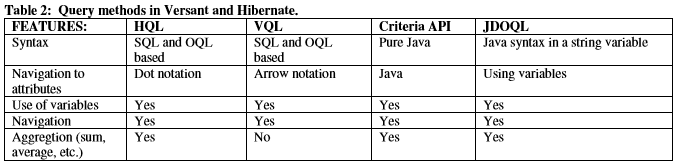 Table 2: Query methods in Versant and Hibernate.
FEATURES: HQL VQL Criteria API JDOQL
Syntax SQL and OQL SQL and OQL Pure Java Java syntax in a string variable
based based
Navigation to Dot notation Arrow notation Java Using variables
attributes
Use of variables Yes Yes Yes Yes
Navigation Yes Yes Yes Yes
Aggregtion (sum, Yes No Yes Yes
average, etc.)